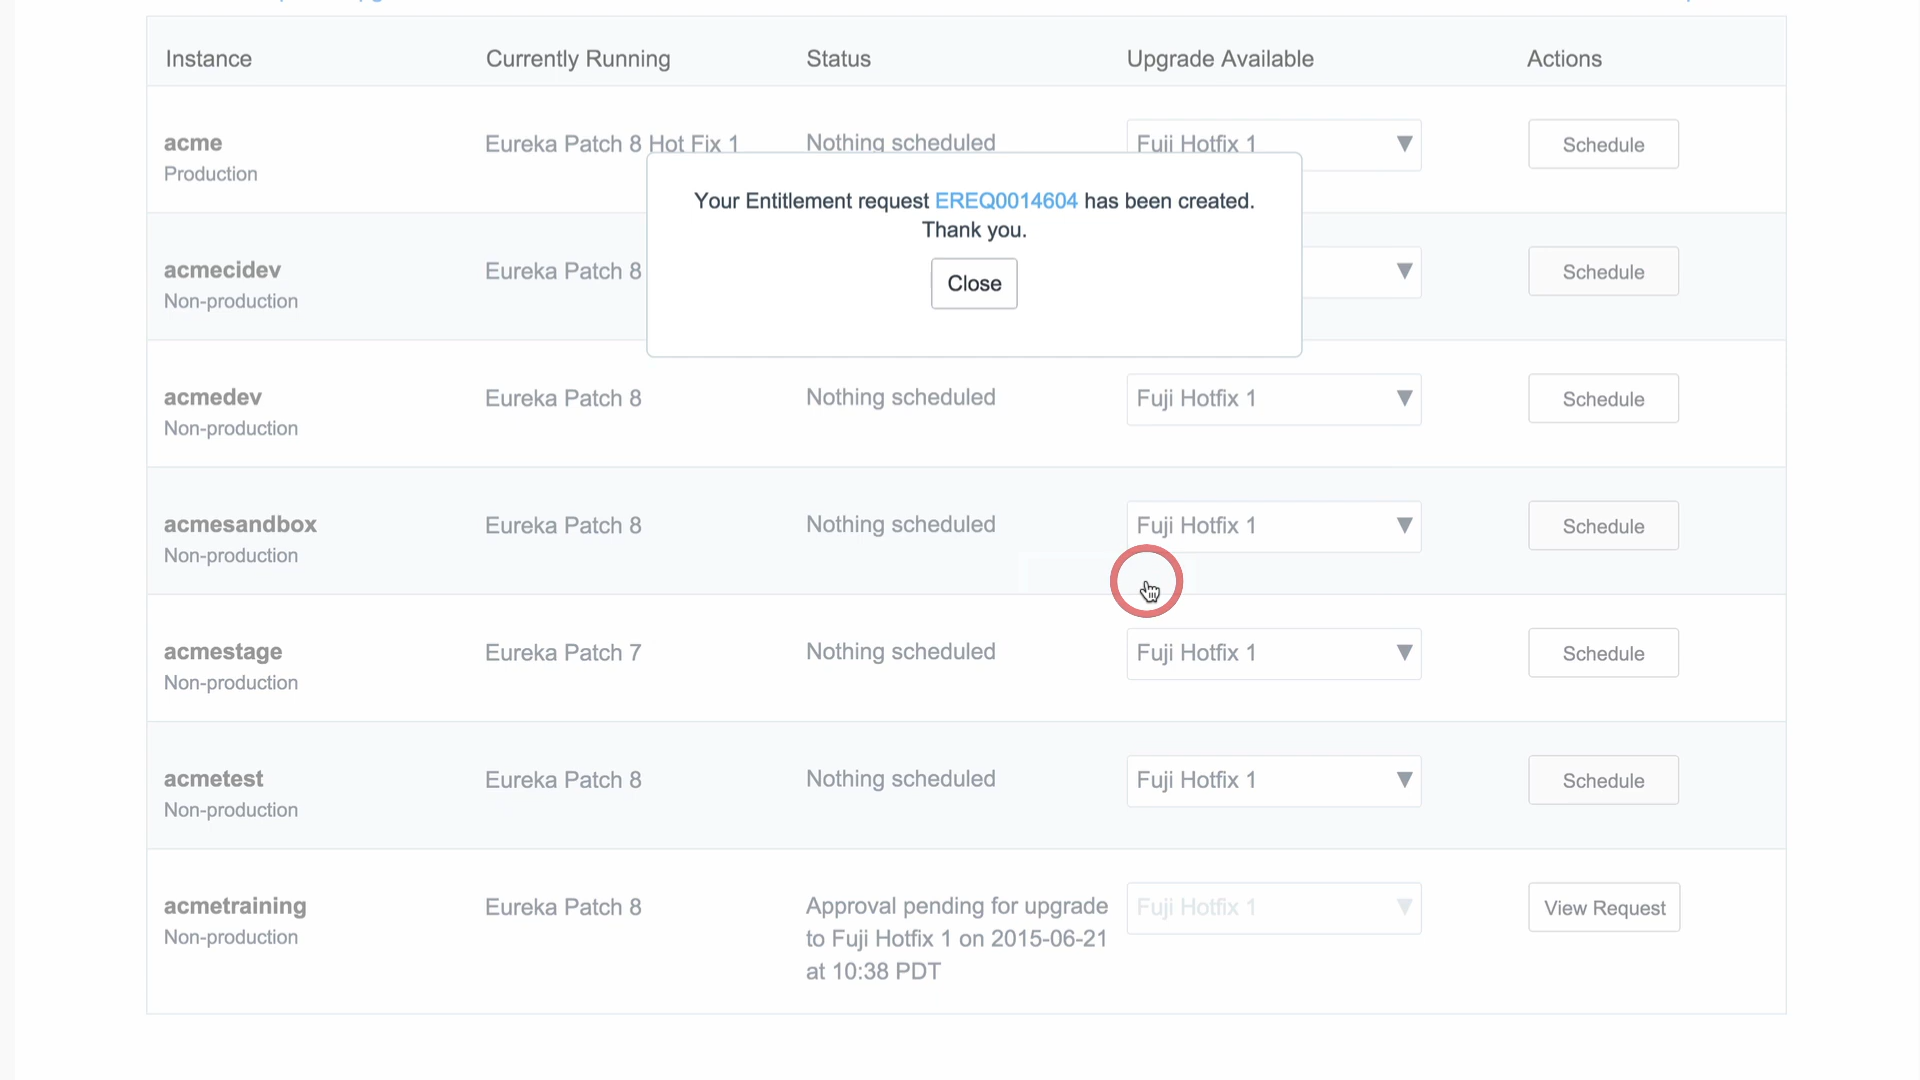 Instance Currently Running Status Upgrade Available Actions
acme Eureka Patch 8 Hot Fix 1 Nothing scheduled Fuji Hotfix 1 Schedule
Production
Your Entitlement request EREQ0014604 has been created.
Thank you.
Close
acmecidev Eureka Patch 8 Schedule
Non-production
acmedev Eureka Patch 8 Nothing scheduled Fuji Hotfix 1 Schedule
Non-production
acmesandbox Eureka Patch 8 Nothing scheduled Fuji Hotfix 1 Schedule
Non-production
acmestage Eureka Patch 7 Nothing scheduled Fuji Hotfix 1 Schedule
Non-production
acmetest Eureka Patch 8 Nothing scheduled Fuji Hotfix 1 Schedule
Non-production
acmetraining Eureka Patch 8 Approval pending for upgrade Fuji Hotfix 1 View Request
Non-production to Fuji Hotfix 1 on 2015-06-21
at 10:38 PDT